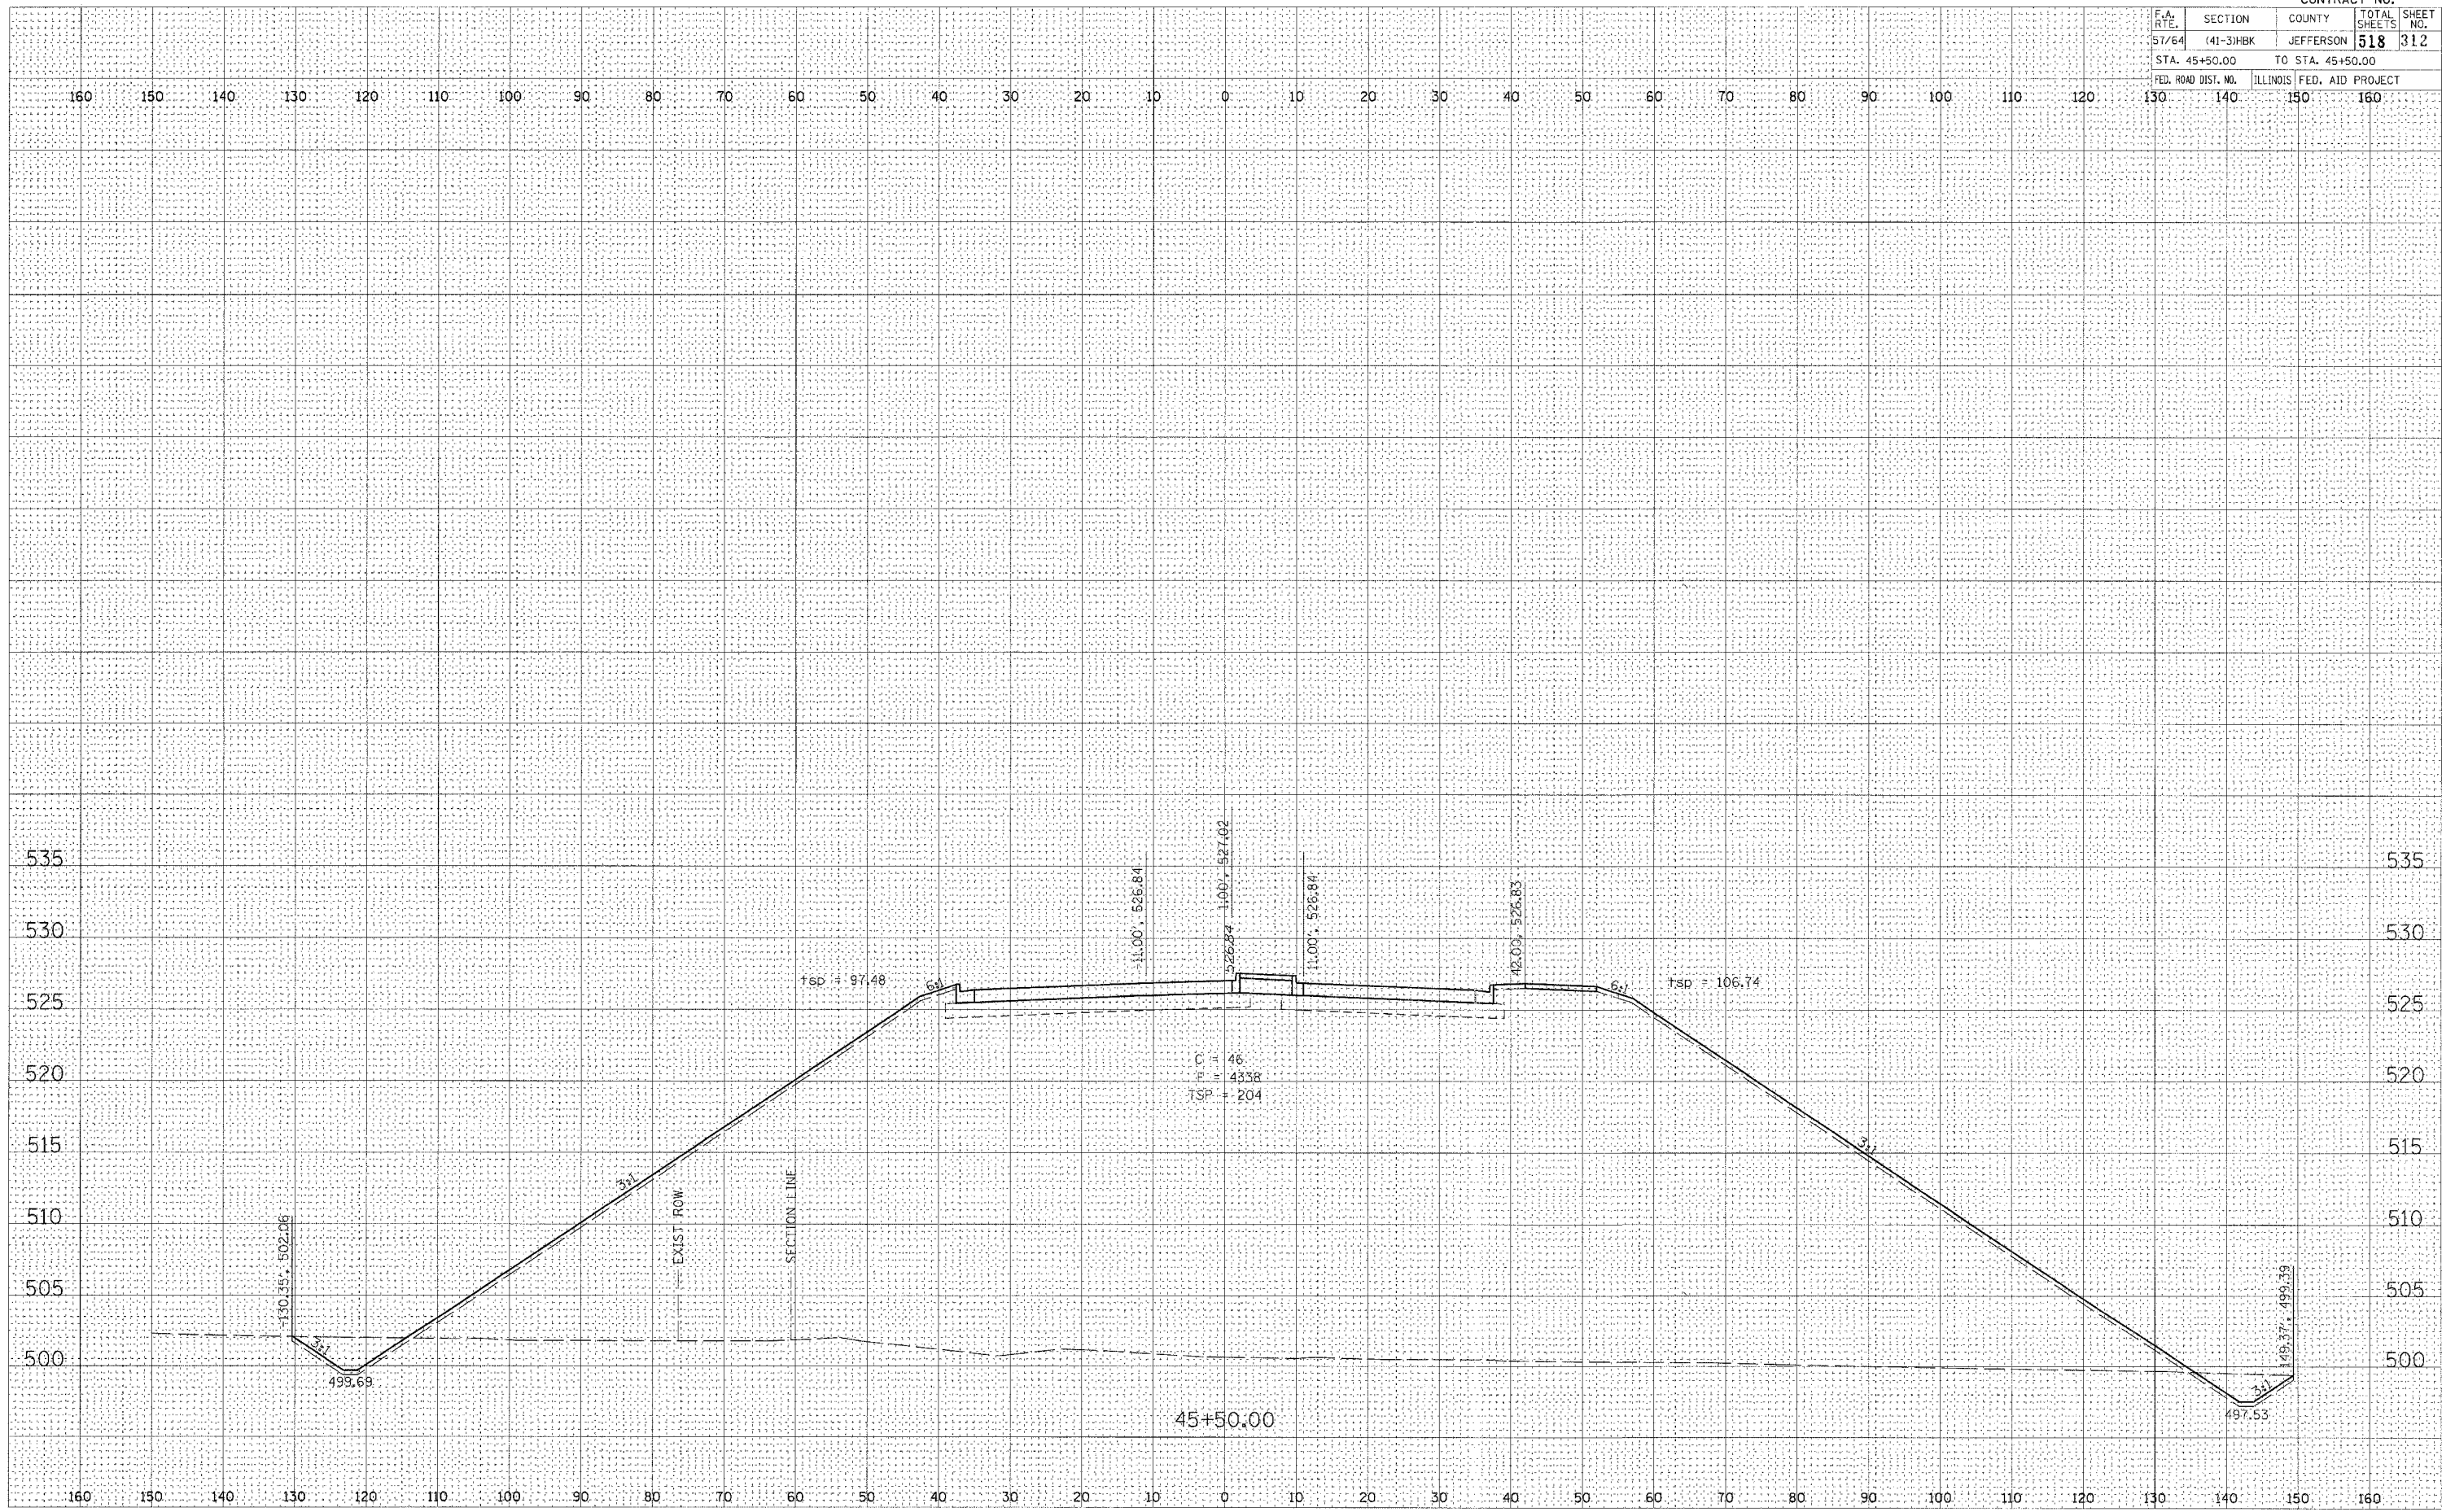 CONTRACT NO.
F.A. RTE. SECTION COUNTY TOTAL SHEETS SHEET NO.
57/64 (41-3)HBK JEFFERSON 518 312
STA. 45+50.00 TO STA. 45+50.00
FED. ROAD DIST. NO. ILLINOIS FED. AID PROJECT
160 150 140 130 120 110 100 90 80 70 60 50 40 30 20 10 0 10 20 30 40 50 60 70 80 90 100 110 120 130 140 150 160
535 535
530 530
525 525
520 520
515 515
510 510
505 505
500 500
-11.00', 526.84
526.84
1.00', 527.02
11.00', 526.84
42.00, 526.83
tsp = 97.48
6:1
6:1
tsp = 106.74
C = 46
F = 4338
TSP = 204
3:1
3:1
EXIST ROW
SECTION LINE
-130.35', 502.06
149.37', 499.39
3:1
499.69
3:1
497.53
45+50.00
160 150 140 130 120 110 100 90 80 70 60 50 40 30 20 10 0 10 20 30 40 50 60 70 80 90 100 110 120 130 140 150 160